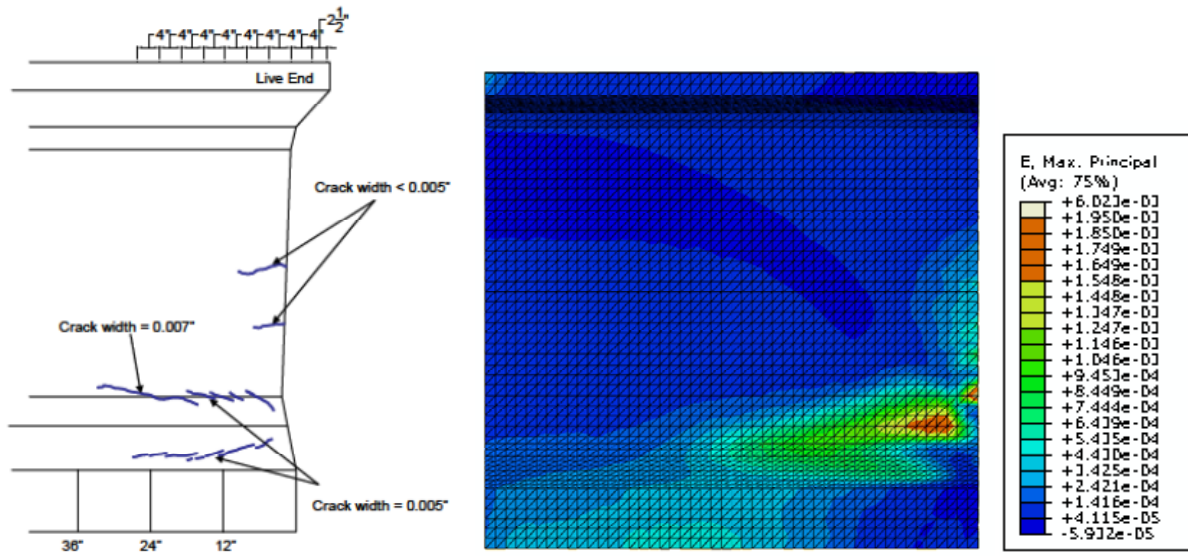 4" 4" 4" 4" 4" 4" 4" 4" 2 1/2"
Live End
Crack width < 0.005"
Crack width = 0.007"
Crack width = 0.005"
36" 24" 12"
E, Max. Principal
(Avg: 75%)
+6.023e-03
+1.950e-03
+1.850e-03
+1.749e-03
+1.649e-03
+1.548e-03
+1.448e-03
+1.347e-03
+1.247e-03
+1.146e-03
+1.046e-03
+9.453e-04
+8.449e-04
+7.444e-04
+6.439e-04
+5.435e-04
+4.430e-04
+3.425e-04
+2.421e-04
+1.416e-04
+4.115e-05
-5.932e-05